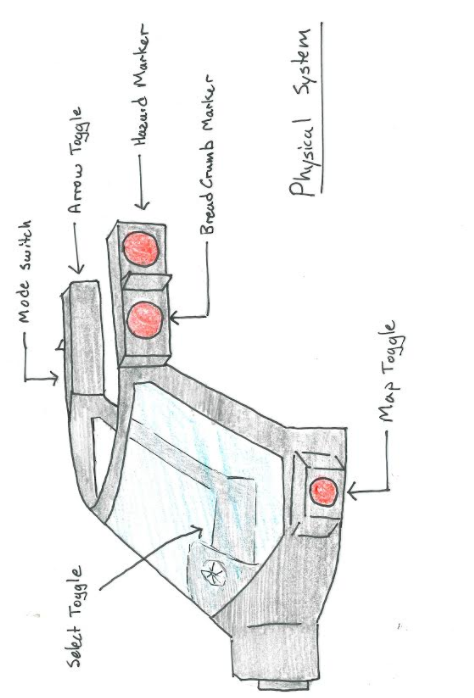 Mode Switch
Select Toggle
Arrow Toggle
Hazard Marker
Bread Crumb Marker
Physical System
Map Toggle